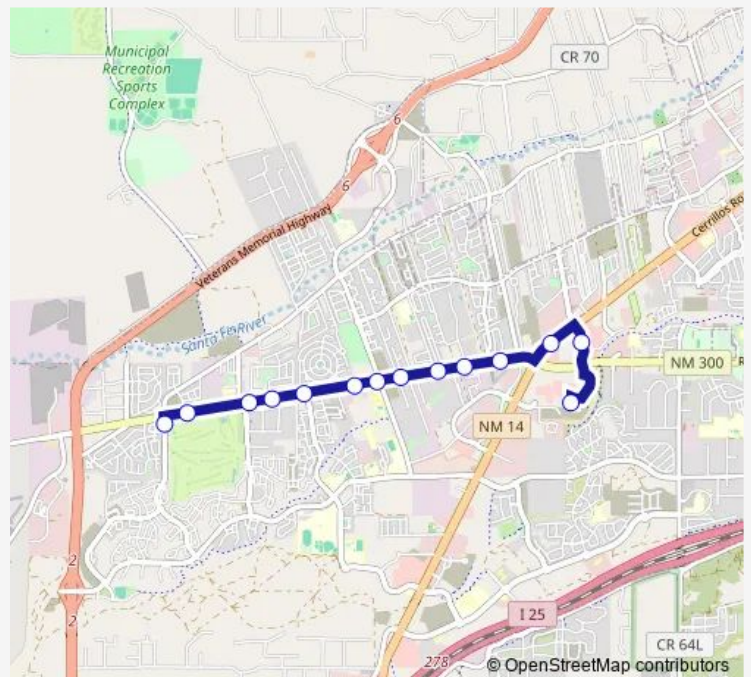 Municipal
Recreation
Sports
Complex
CR 70
6
6
Veterans Memorial Highway
Cerrillos Ro
Santa Fe River
NM 300
R
NM 14
2
2
I 25
CR 64L
278
© OpenStreetMap contributors